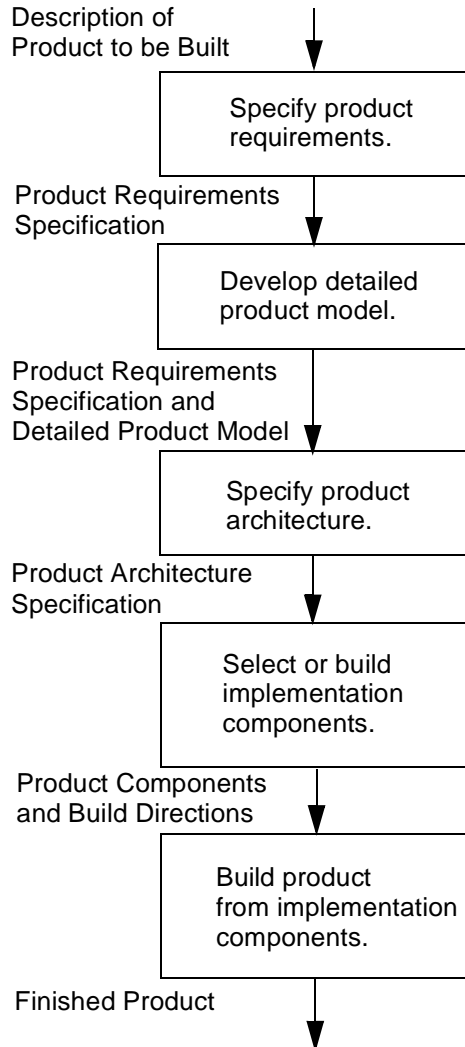 Description of
Product to be Built
Specify product
requirements.
Product Requirements
Specification
Develop detailed
product model.
Product Requirements
Specification and
Detailed Product Model
Specify product
architecture.
Product Architecture
Specification
Select or build
implementation
components.
Product Components
and Build Directions
Build product
from implementation
components.
Finished Product